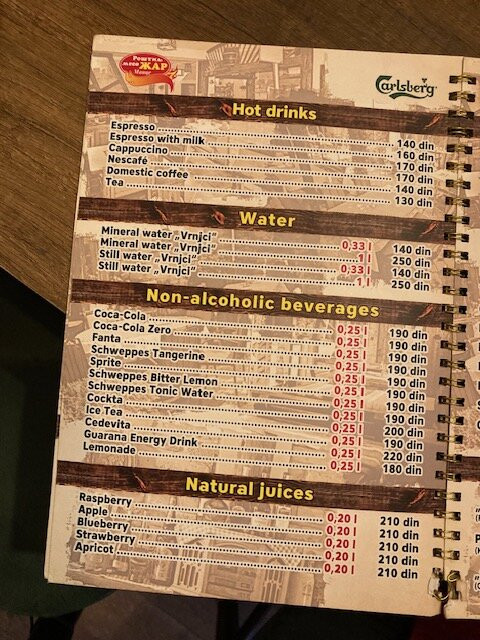 ЖАР
Carlsberg
Hot drinks
Espresso 140 din
Espresso with milk 160 din
Cappuccino 170 din
Nescafé 170 din
Domestic coffee 140 din
Tea 130 din
Water
Mineral water „Vrnjci“ 0,33 l 140 din
Mineral water „Vrnjci“ 1 l 250 din
Still water „Vrnjci“ 0,33 l 140 din
Still water „Vrnjci“ 1 l 250 din
Non-alcoholic beverages
Coca-Cola 0,25 l 190 din
Coca-Cola Zero 0,25 l 190 din
Fanta 0,25 l 190 din
Schweppes Tangerine 0,25 l 190 din
Sprite 0,25 l 190 din
Schweppes Bitter Lemon 0,25 l 190 din
Schweppes Tonic Water 0,25 l 190 din
Cockta 0,25 l 190 din
Ice Tea 0,25 l 200 din
Cedevita 0,25 l 190 din
Guarana Energy Drink 0,25 l 220 din
Lemonade 0,25 l 180 din
Natural juices
Raspberry 0,20 l 210 din
Apple 0,20 l 210 din
Blueberry 0,20 l 210 din
Strawberry 0,20 l 210 din
Apricot 0,20 l 210 din